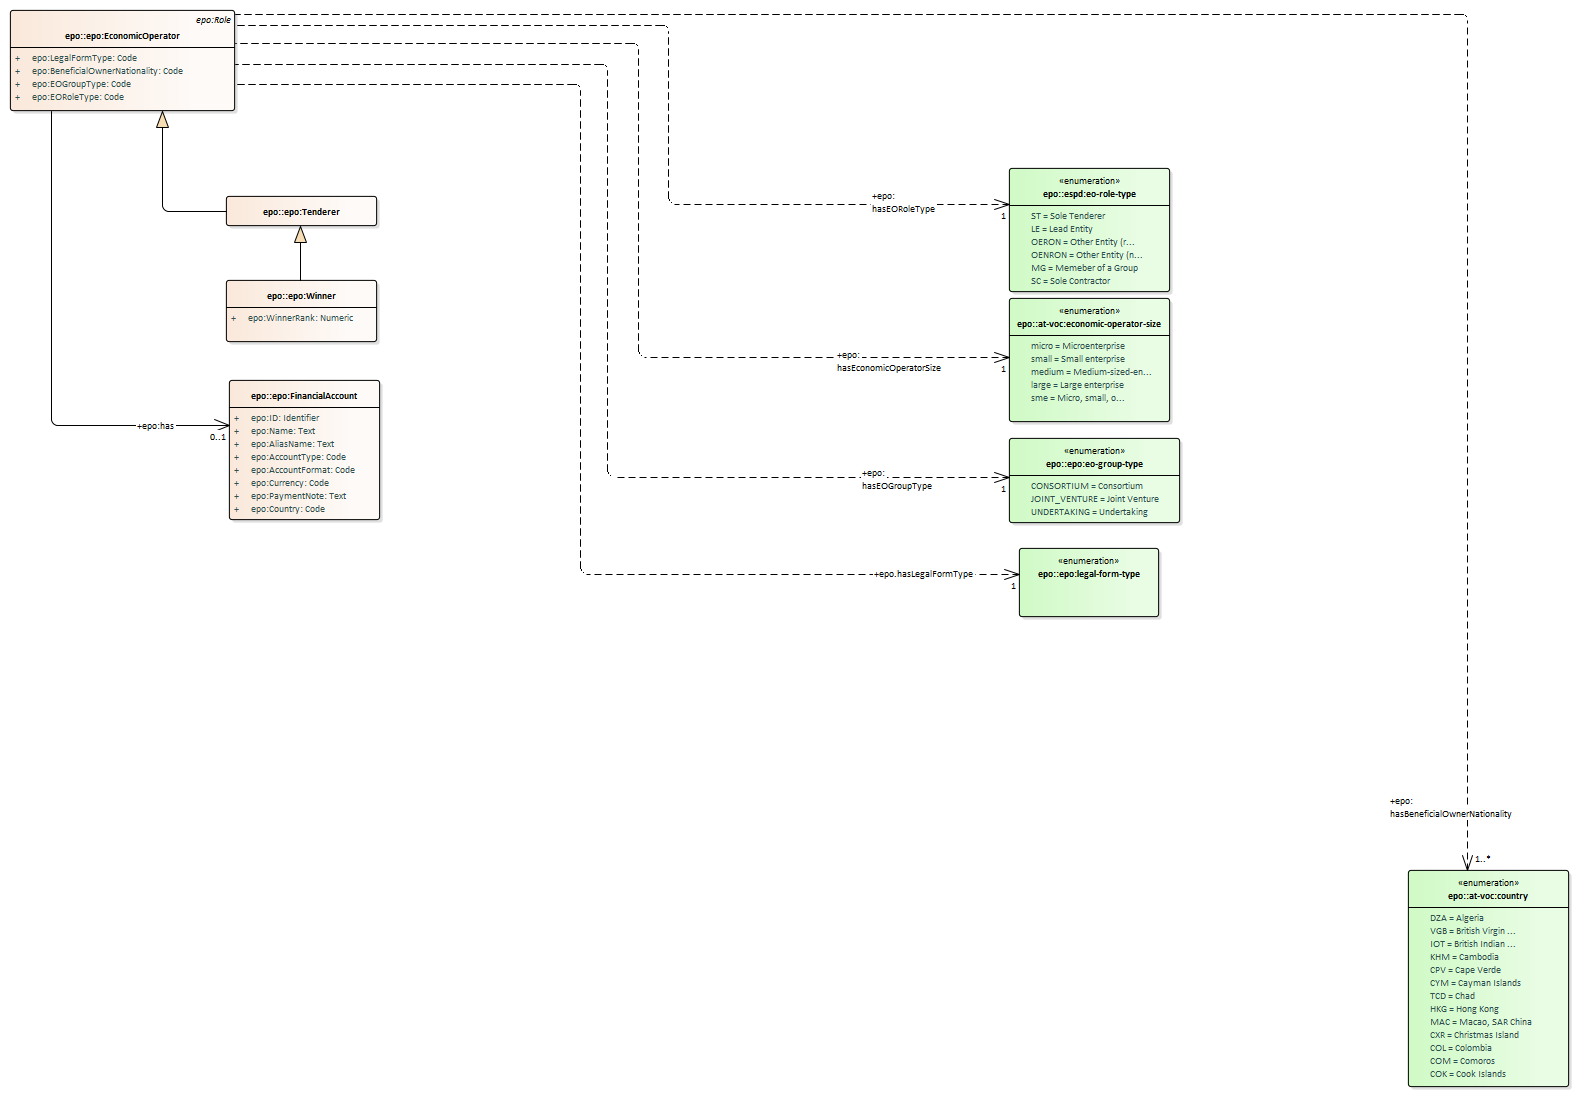 epo:Role
epo::epo:EconomicOperator
+ epo:LegalFormType: Code
+ epo:BeneficialOwnerNationality: Code
+ epo:EOGroupType: Code
+ epo:EORoleType: Code
epo::epo:Tenderer
epo::epo:Winner
+ epo:WinnerRank: Numeric
epo::epo:FinancialAccount
+ epo:ID: Identifier
+ epo:Name: Text
+ epo:AliasName: Text
+ epo:AccountType: Code
+ epo:AccountFormat: Code
+ epo:Currency: Code
+ epo:PaymentNote: Text
+ epo:Country: Code
+epo:has
0..1
+epo:
hasEORoleType
1
«enumeration»
epo::espd:eo-role-type
ST = Sole Tenderer
LE = Lead Entity
OERON = Other Entity (r...
OENRON = Other Entity (n...
MG = Memeber of a Group
SC = Sole Contractor
+epo:
hasEconomicOperatorSize
1
«enumeration»
epo::at-voc:economic-operator-size
micro = Microenterprise
small = Small enterprise
medium = Medium-sized-en...
large = Large enterprise
sme = Micro, small, o...
+epo:
hasEOGroupType
1
«enumeration»
epo::epo:eo-group-type
CONSORTIUM = Consortium
JOINT_VENTURE = Joint Venture
UNDERTAKING = Undertaking
+epo.hasLegalFormType
1
«enumeration»
epo::epo:legal-form-type
+epo:
hasBeneficialOwnerNationality
1..*
«enumeration»
epo::at-voc:country
DZA = Algeria
VGB = British Virgin ...
IOT = British Indian ...
KHM = Cambodia
CPV = Cape Verde
CYM = Cayman Islands
TCD = Chad
HKG = Hong Kong
MAC = Macao, SAR China
CXR = Christmas Island
COL = Colombia
COM = Comoros
COK = Cook Islands